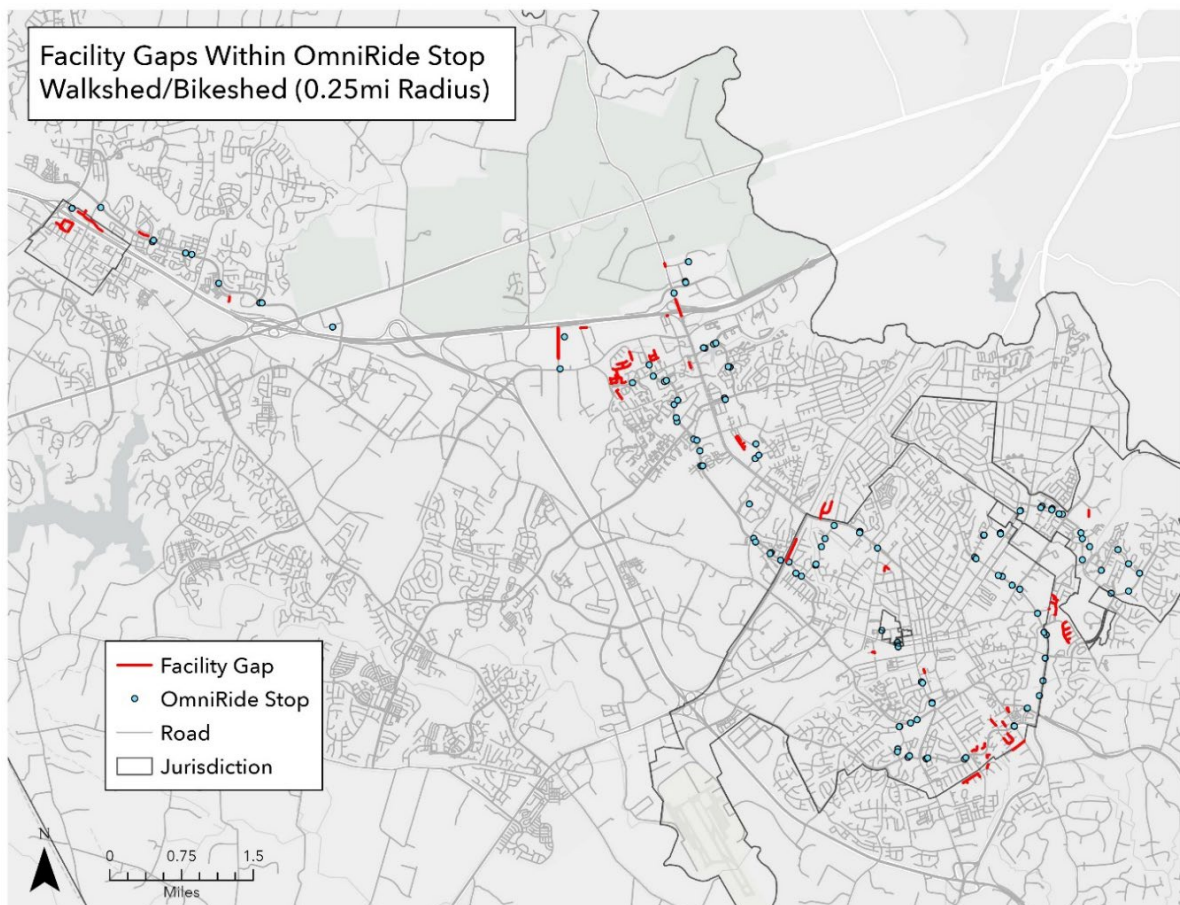 Facility Gaps Within OmniRide Stop
Walkshed/Bikeshed (0.25mi Radius)
Facility Gap
OmniRide Stop
Road
Jurisdiction
N
0 0.75 1.5
Miles